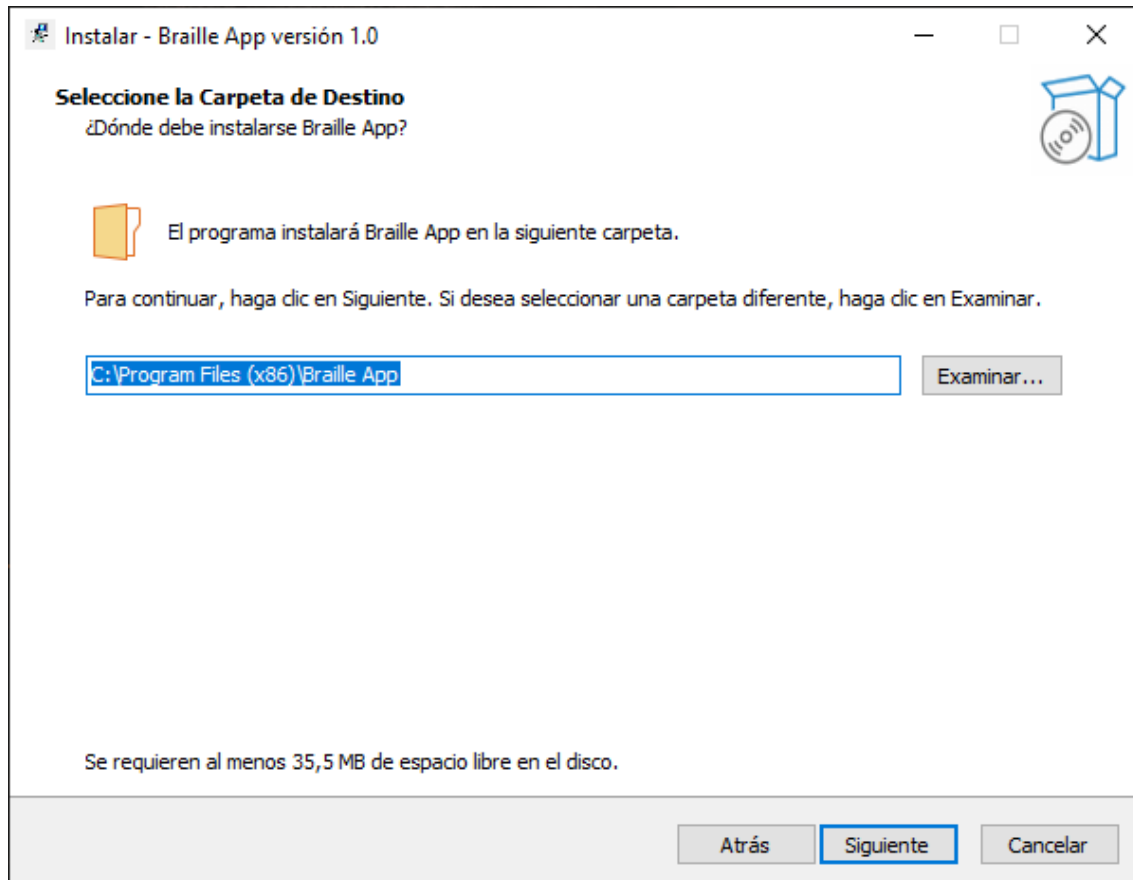 Instalar - Braille App versión 1.0
Seleccione la Carpeta de Destino
¿Dónde debe instalarse Braille App?
El programa instalará Braille App en la siguiente carpeta.
Para continuar, haga clic en Siguiente. Si desea seleccionar una carpeta diferente, haga clic en Examinar.
C:\Program Files (x86)\Braille App
Examinar...
Se requieren al menos 35,5 MB de espacio libre en el disco.
Atrás
Siguiente
Cancelar